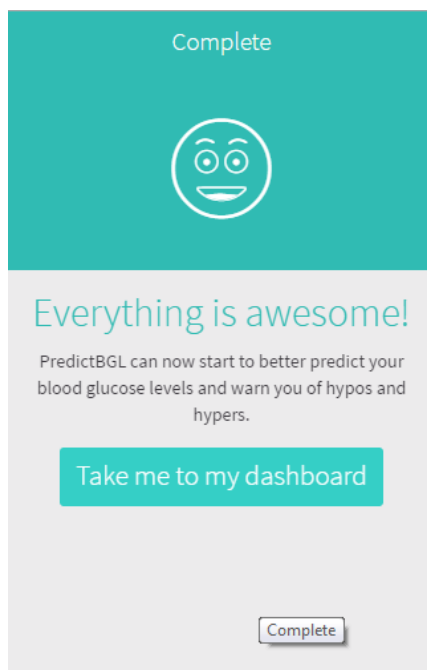 Complete
Everything is awesome!
PredictBGL can now start to better predict your
blood glucose levels and warn you of hypos and
hypers.
Take me to my dashboard
Complete